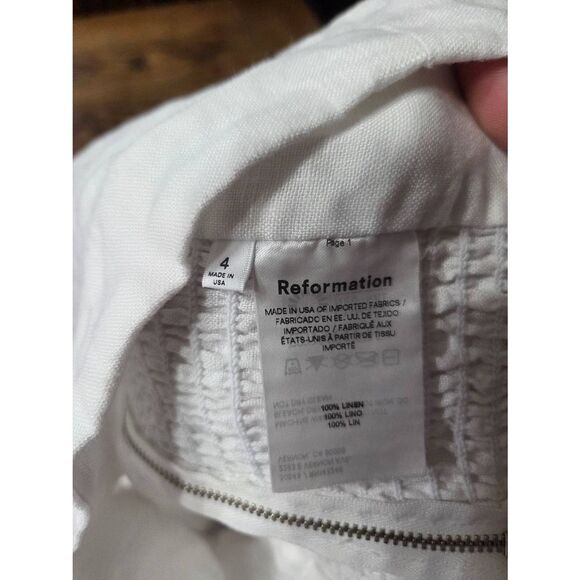 Page 1
4
MADE IN
USA
Reformation
MADE IN USA OF IMPORTED FABRICS /
FABRICADO EN EE. UU. DE TEJIDO
IMPORTADO / FABRIQUÉ AUX
ÉTATS-UNIS À PARTIR DE TISSU
IMPORTÉ
100% LINEN
100% LINO
100% LIN